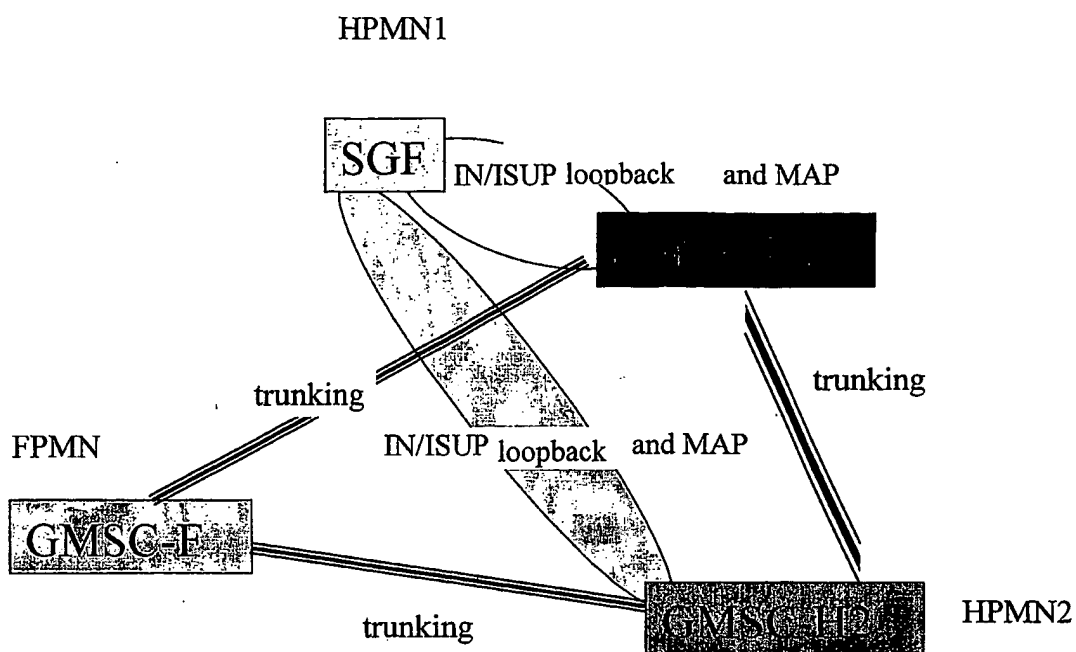 HPMN1
SGF
IN/ISUP loopback and MAP
trunking
trunking
IN/ISUP loopback and MAP
FPMN
GMSC-F
GMSC-H2
HPMN2
trunking